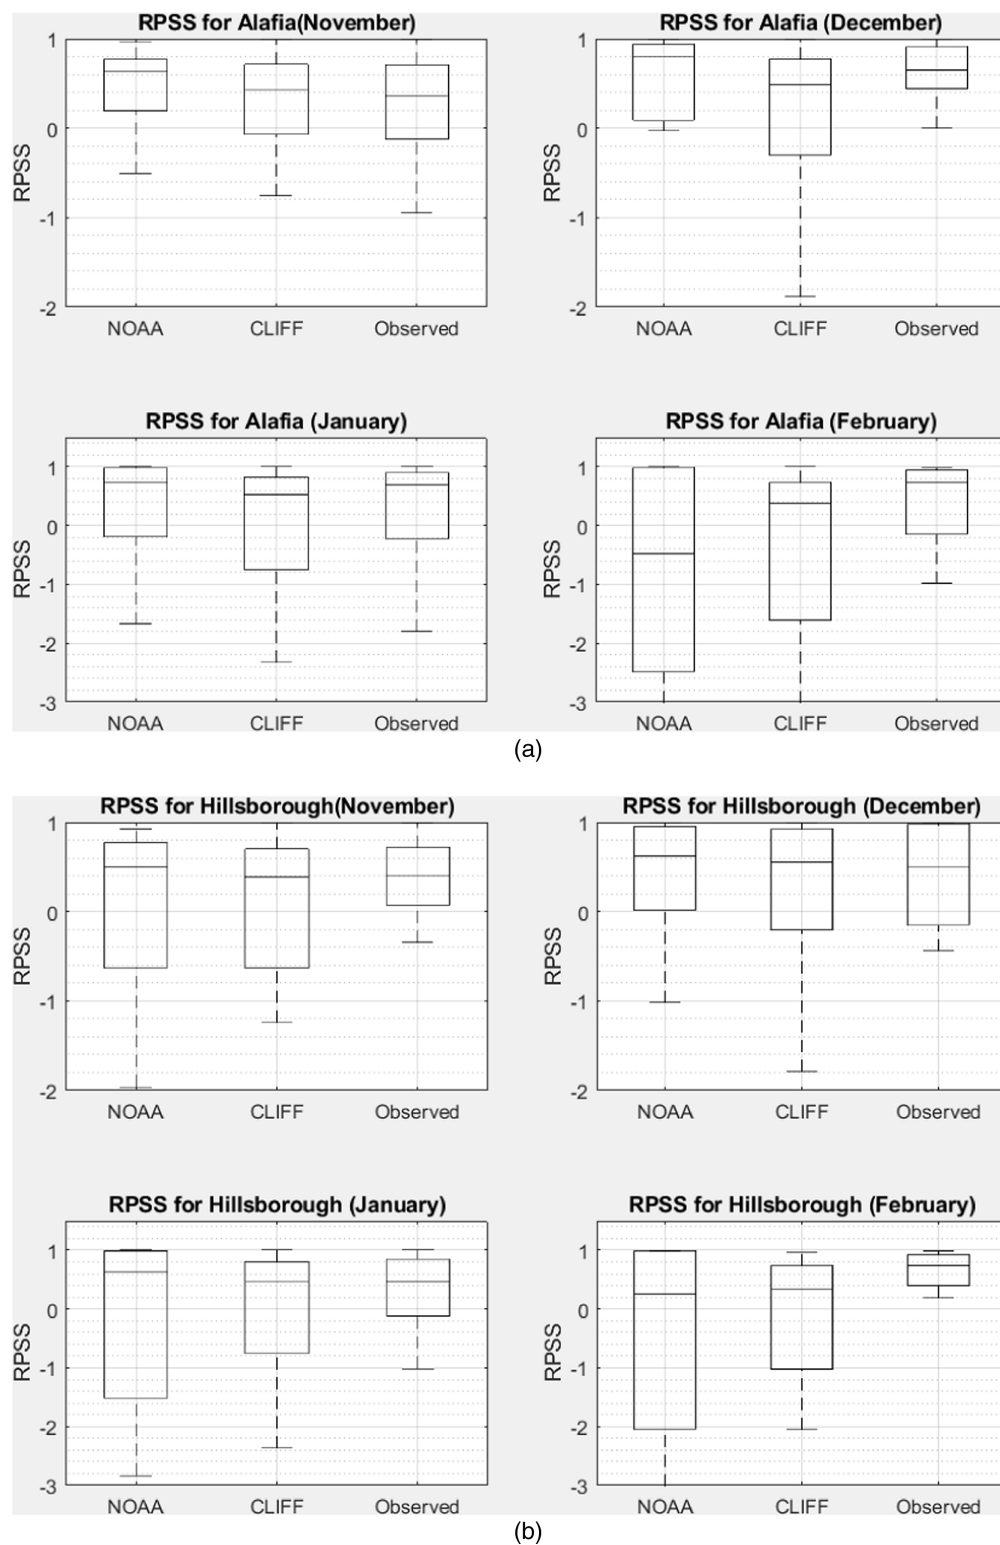 RPSS for Alafia(November)
1
0
-1
-2
RPSS
NOAA CLIFF Observed
RPSS for Alafia (December)
1
0
-1
-2
RPSS
NOAA CLIFF Observed
RPSS for Alafia (January)
1
0
-1
-2
-3
RPSS
NOAA CLIFF Observed
RPSS for Alafia (February)
1
0
-1
-2
-3
RPSS
NOAA CLIFF Observed
(a)
RPSS for Hillsborough(November)
1
0
-1
-2
RPSS
NOAA CLIFF Observed
RPSS for Hillsborough (December)
1
0
-1
-2
RPSS
NOAA CLIFF Observed
RPSS for Hillsborough (January)
1
0
-1
-2
-3
RPSS
NOAA CLIFF Observed
RPSS for Hillsborough (February)
1
0
-1
-2
-3
RPSS
NOAA CLIFF Observed
(b)